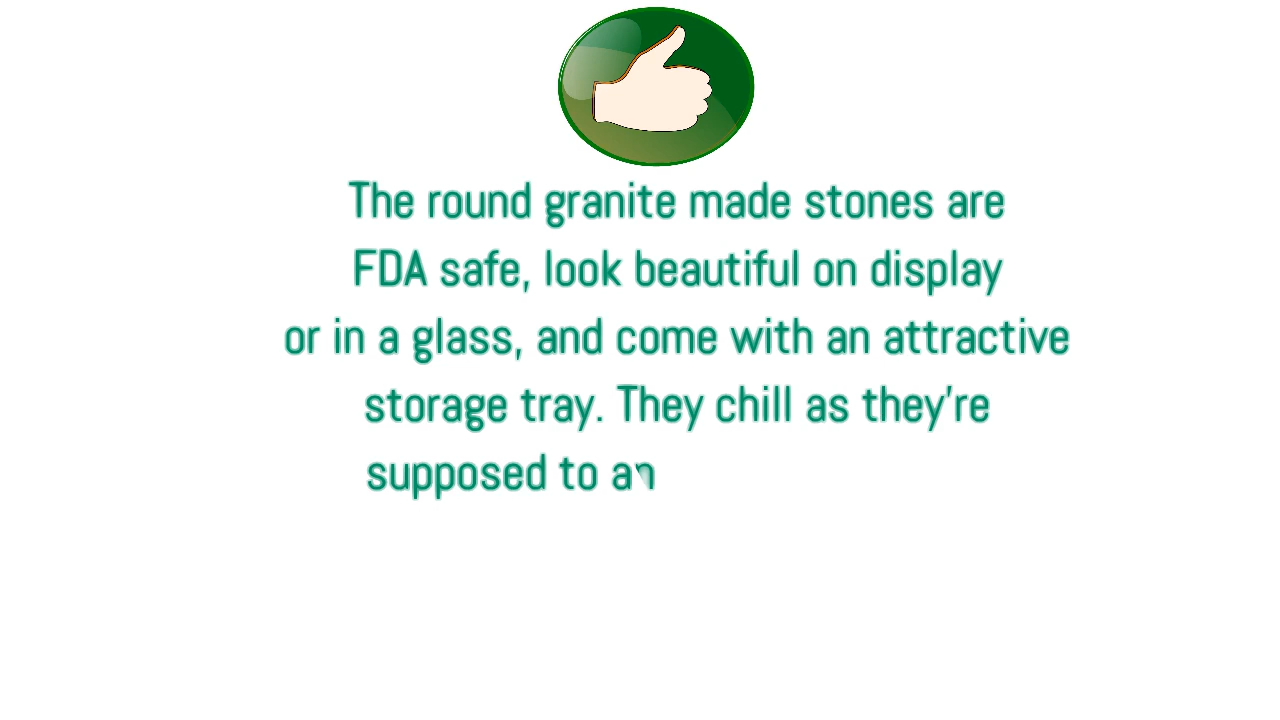 The round granite made stones are
FDA safe, look beautiful on display
or in a glass, and come with an attractive
storage tray. They chill as they're
supposed to an